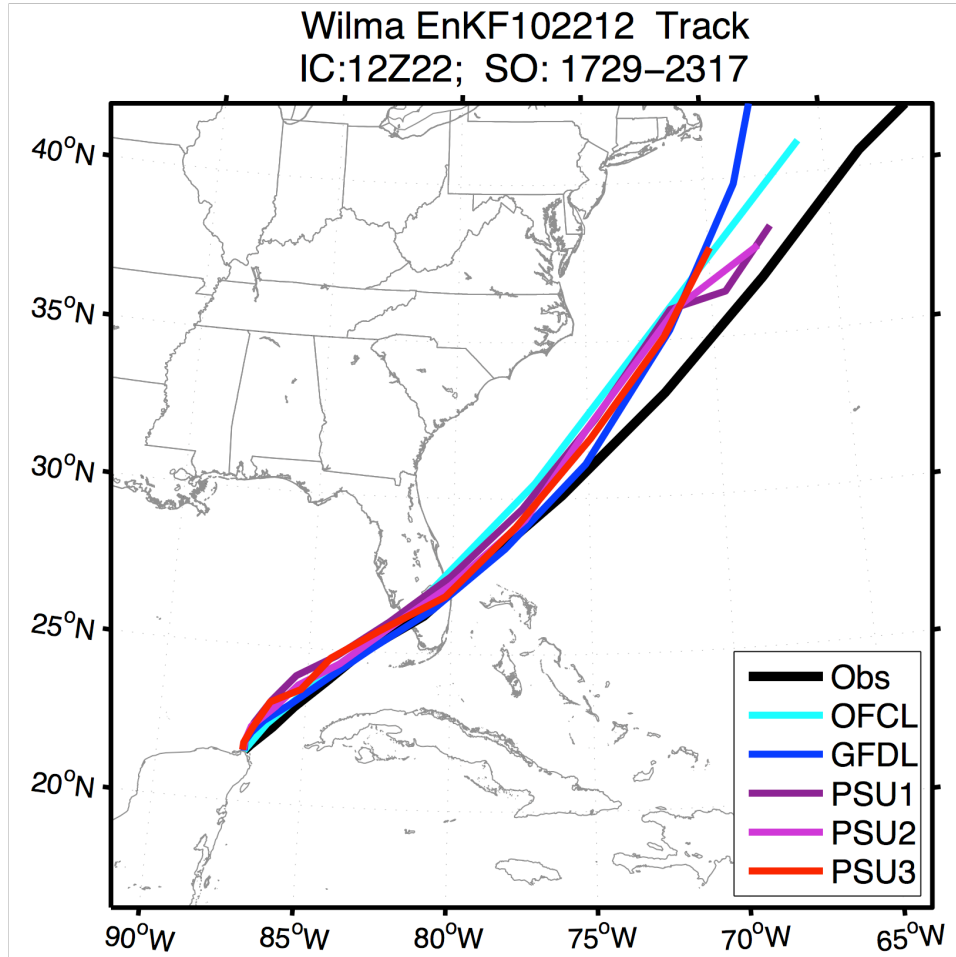 Wilma EnKF102212 Track
IC:12Z22; SO: 1729−2317
40°N
35°N
30°N
25°N
20°N
Obs
OFCL
GFDL
PSU1
PSU2
PSU3
90°W 85°W 80°W 75°W 70°W 65°W